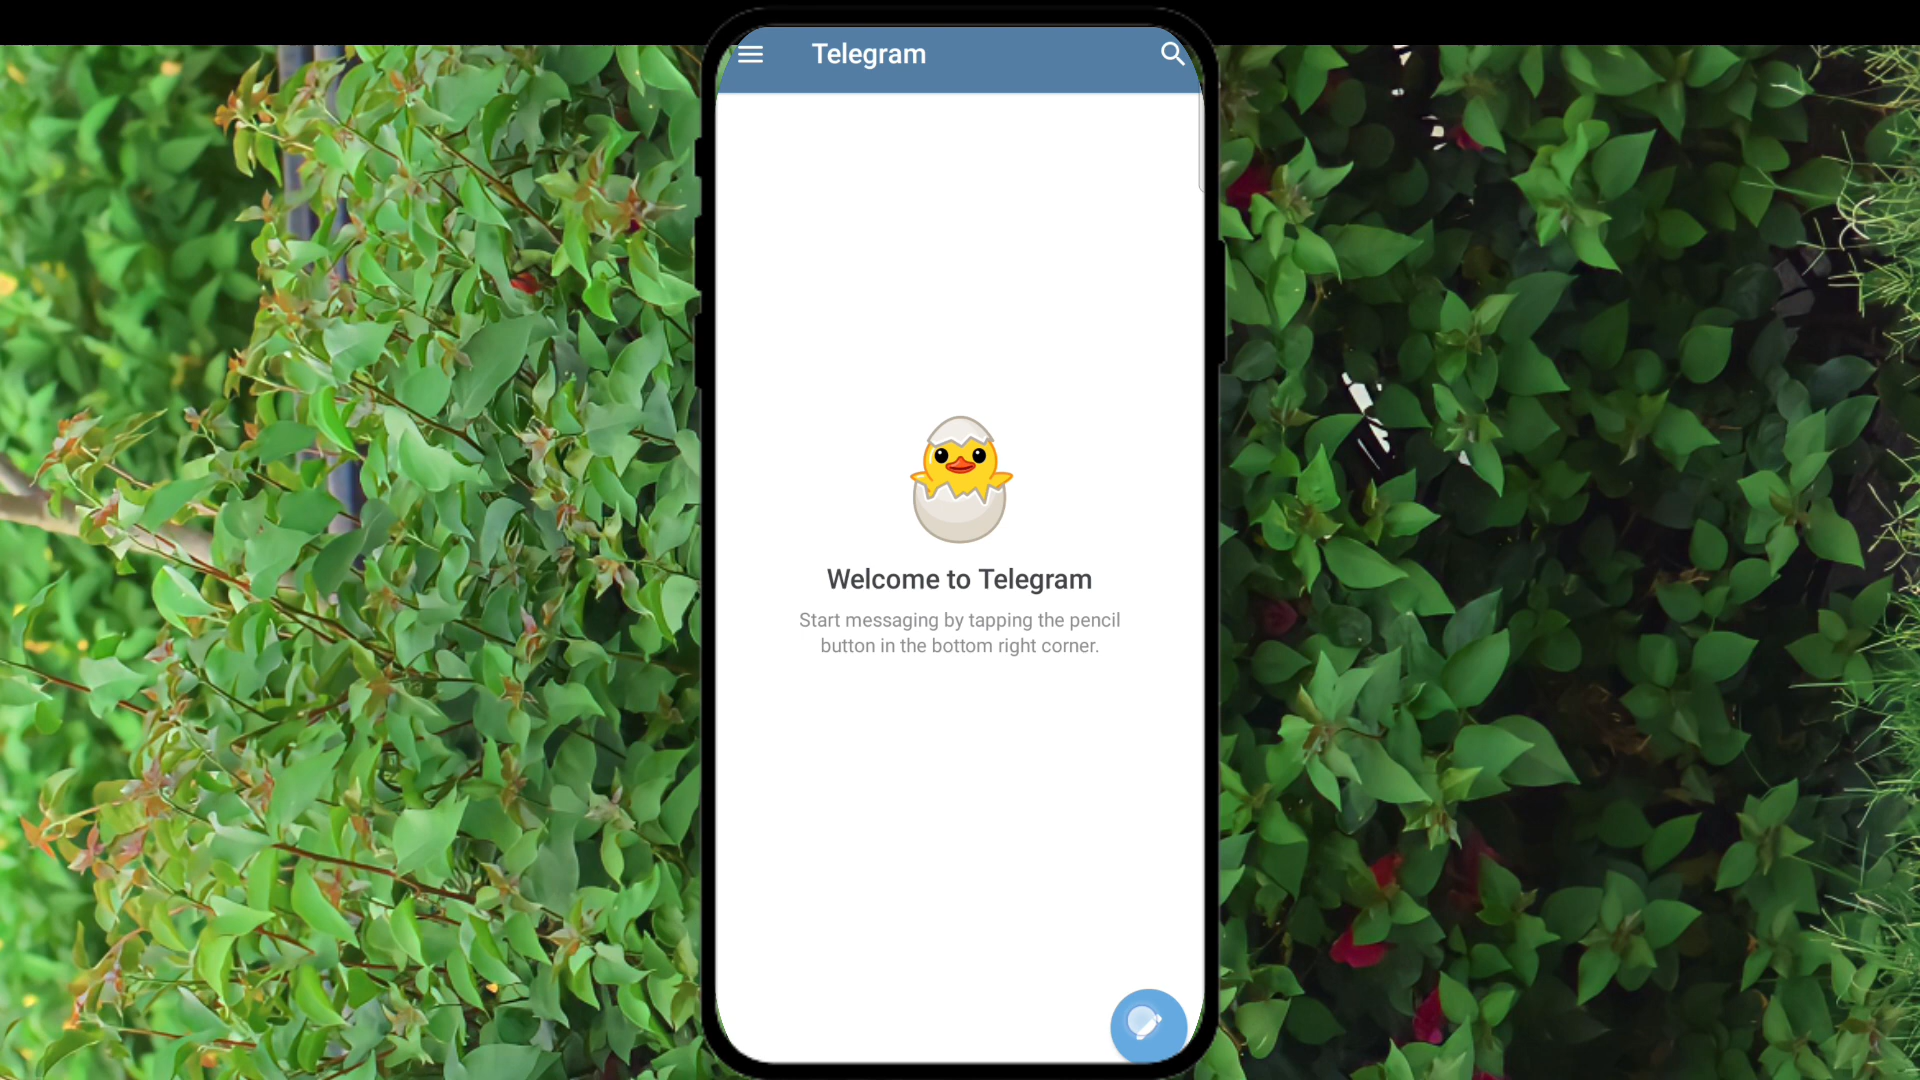 Telegram
Welcome to Telegram
Start messaging by tapping the pencil
button in the bottom right corner.